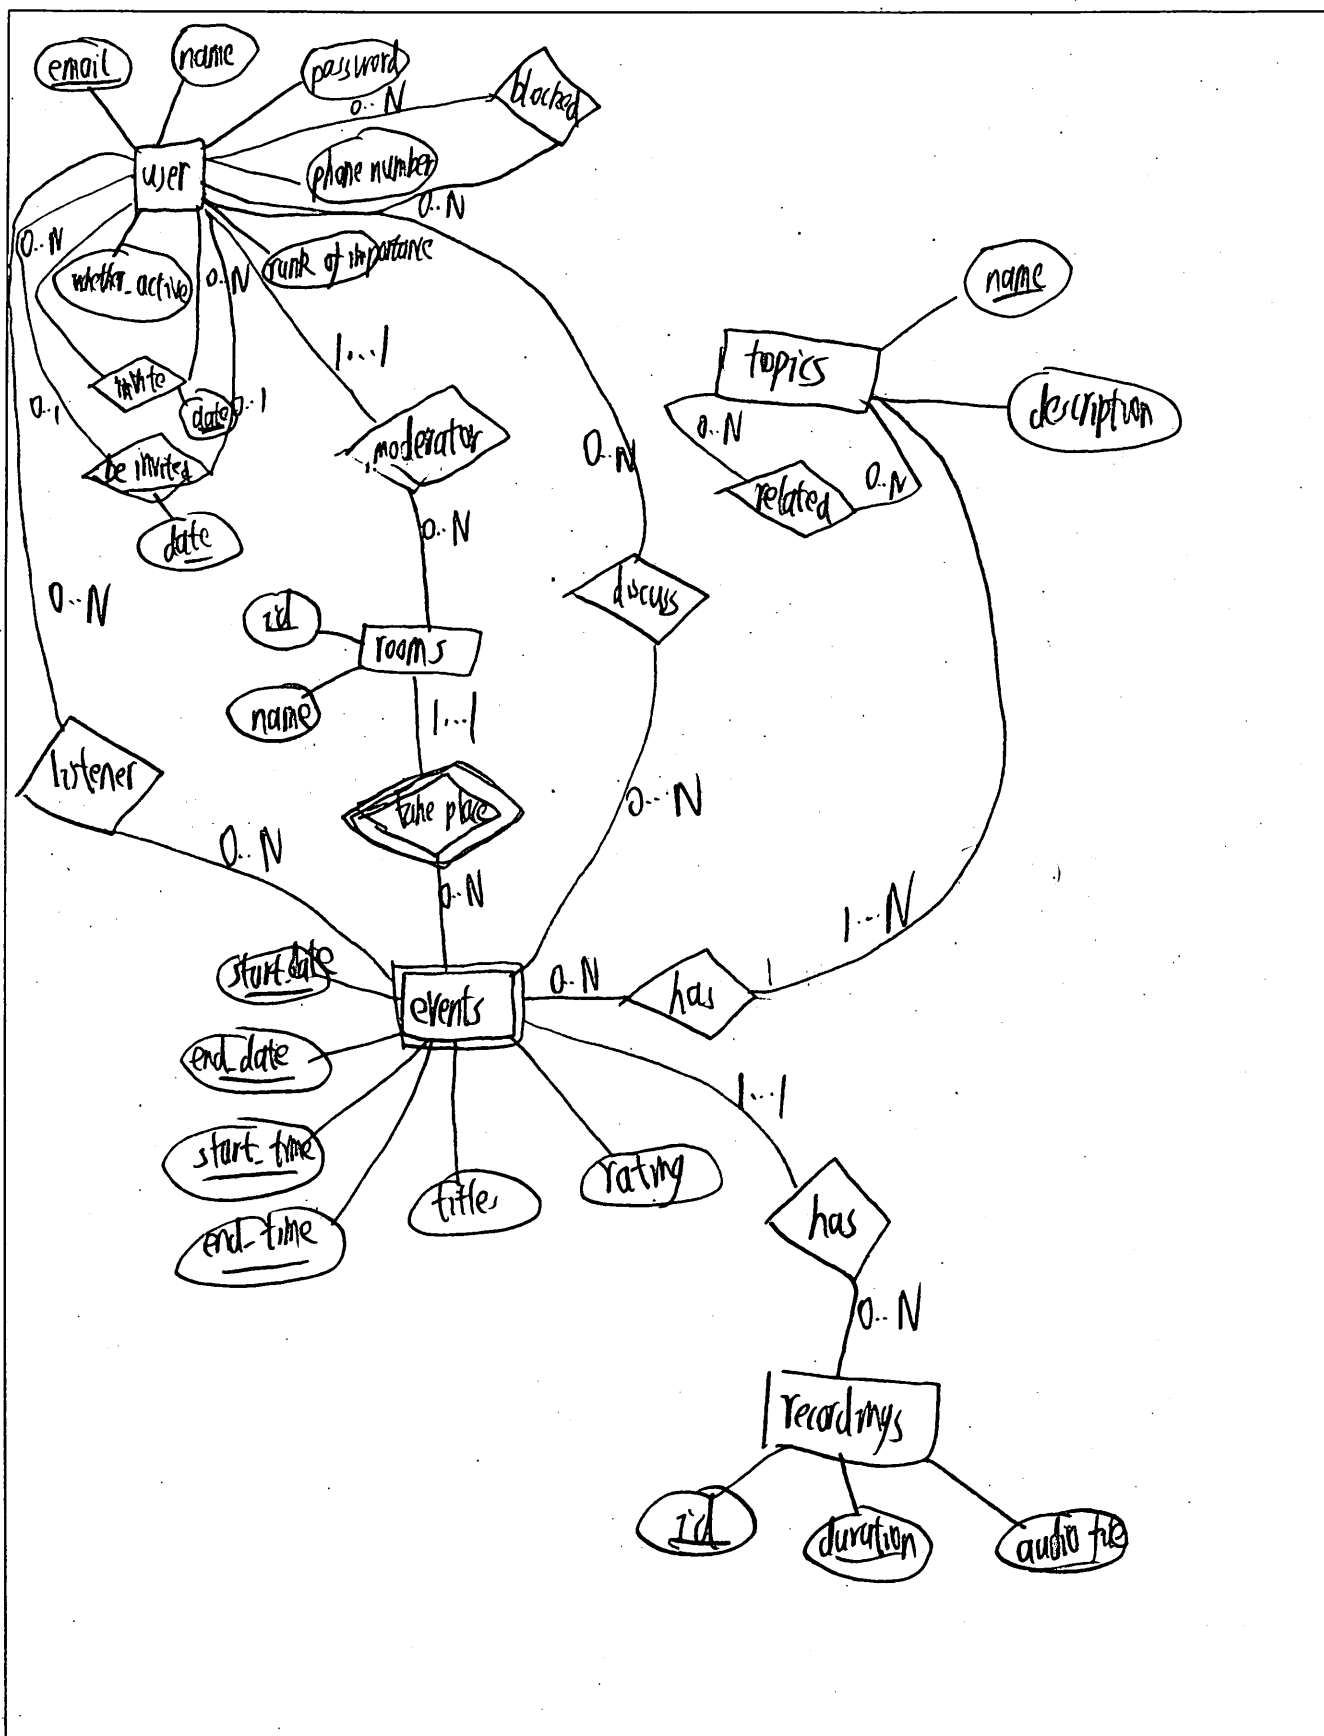 email
name
password
0..N
blocked
user
phone number
0..N
0..N
whether_active
0..N
rank of importance
name
1...1
topics
invite
description
0..1
date
0..1
moderator
0..N
0..N
be invited
related
0..N
date
0..N
0..N
discuss
id
rooms
name
1...1
listener
take place
0...N
0..N
0..N
1...N
start_date
events
0..N
has
1
end_date
1...1
start_time
rating
titles
end_time
has
0..N
recordings
id
duration
audio file